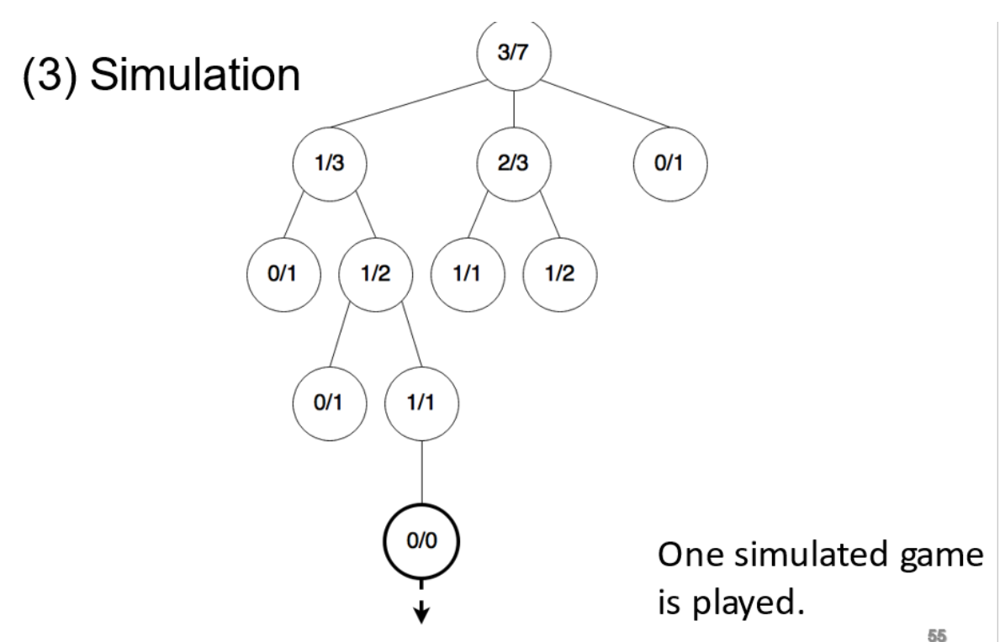 3/7
(3) Simulation
1/3 2/3 0/1
0/1 1/2 1/1 1/2
0/1 1/1
0/0
One simulated game
is played.
55